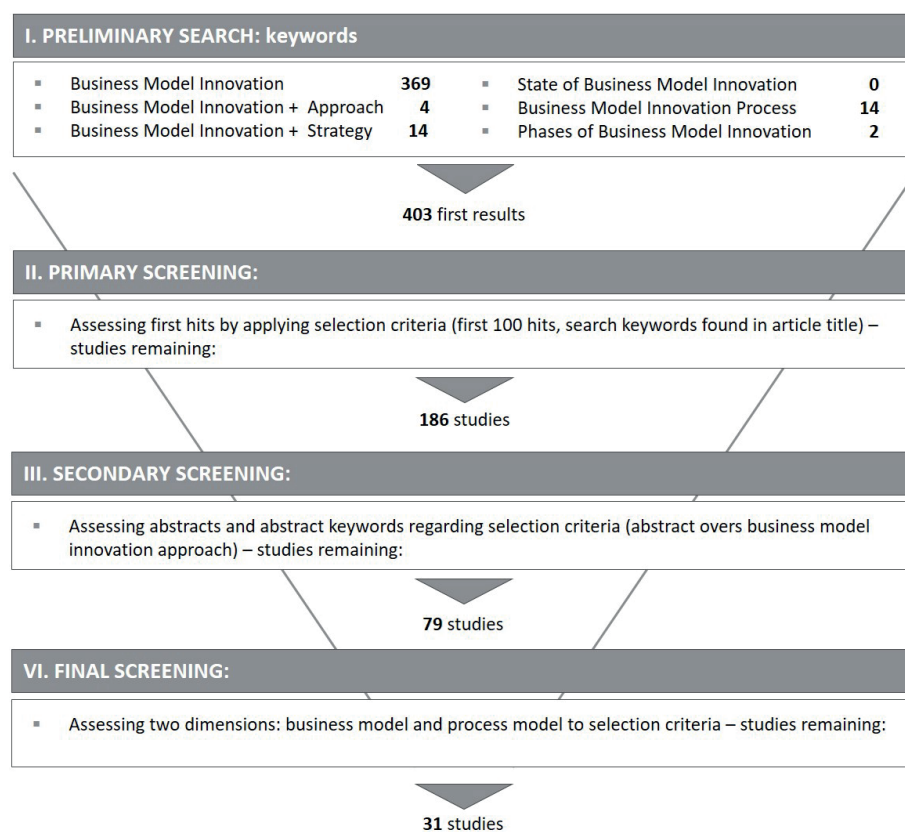 I. PRELIMINARY SEARCH: keywords
▪ Business Model Innovation 369
▪ Business Model Innovation + Approach 4
▪ Business Model Innovation + Strategy 14
▪ State of Business Model Innovation 0
▪ Business Model Innovation Process 14
▪ Phases of Business Model Innovation 2
403 first results
II. PRIMARY SCREENING:
▪ Assessing first hits by applying selection criteria (first 100 hits, search keywords found in article title) –
studies remaining:
186 studies
III. SECONDARY SCREENING:
▪ Assessing abstracts and abstract keywords regarding selection criteria (abstract overs business model
innovation approach) – studies remaining:
79 studies
VI. FINAL SCREENING:
▪ Assessing two dimensions: business model and process model to selection criteria – studies remaining:
31 studies